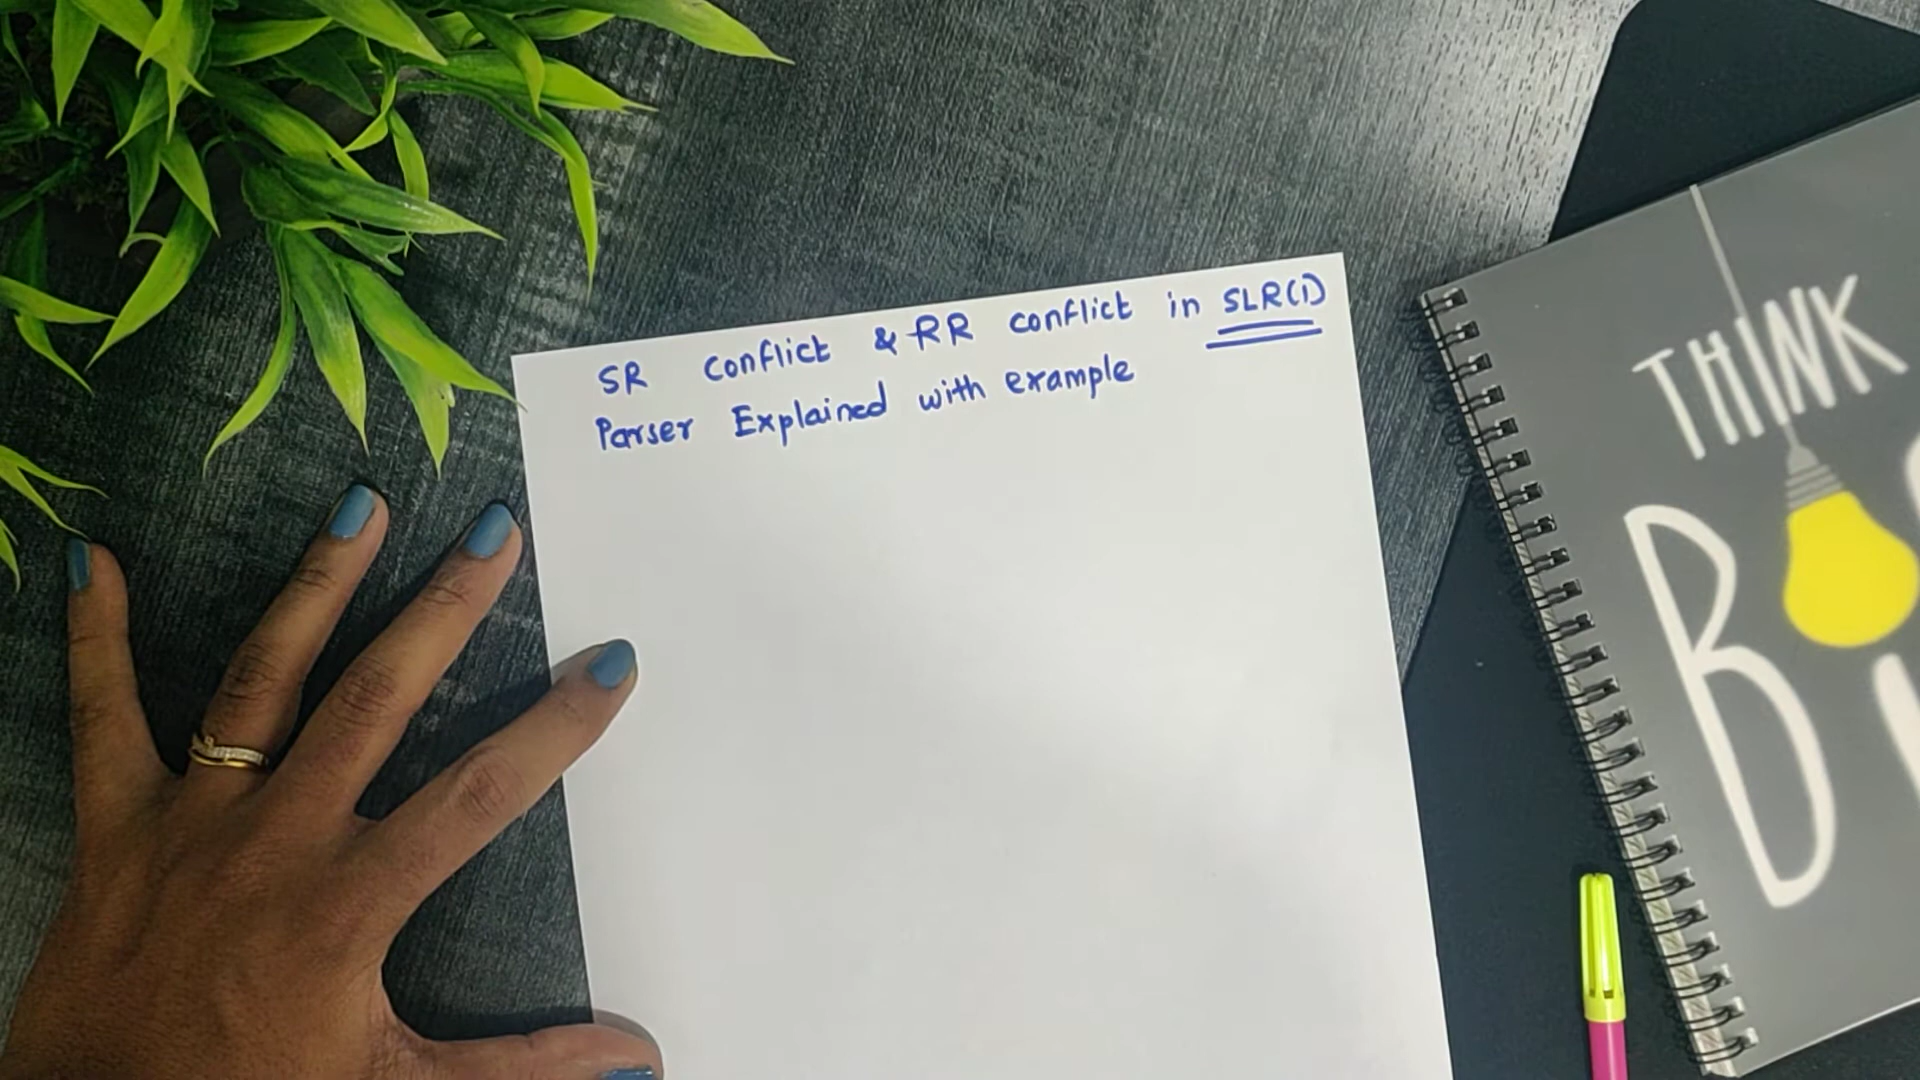 SR Conflict & RR conflict in SLR(1)
Parser Explained with example
THINK